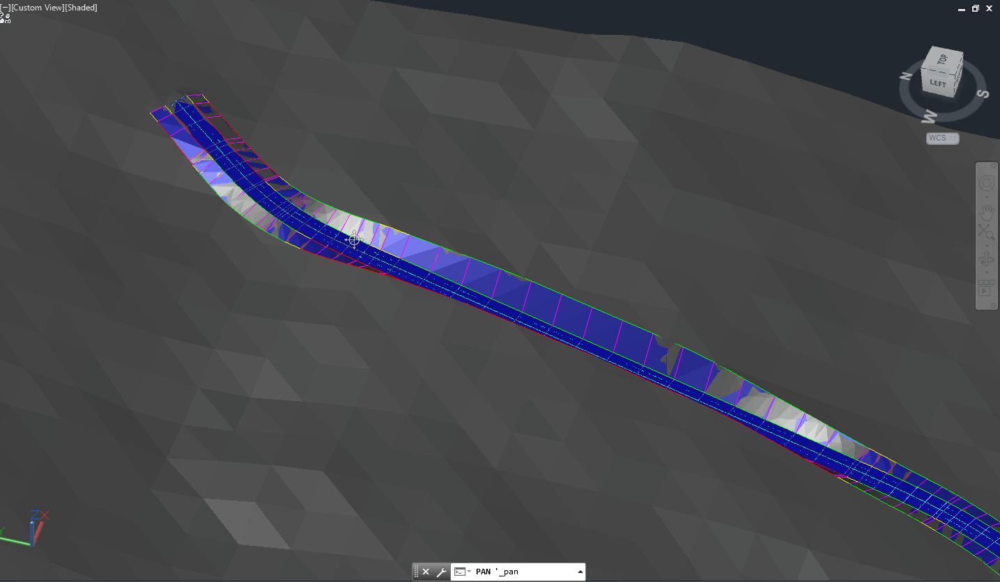 [−][Custom View][Shaded]
TOP
LEFT
N
S
W
WCS
Z X
Y
PAN '_pan